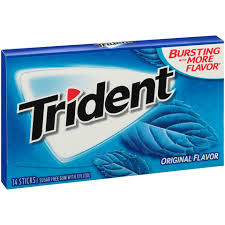 BURSTING
with MORE
FLAVOR*
Trident
ORIGINAL FLAVOR
14 STICKS SUGAR FREE GUM WITH XYLITOL